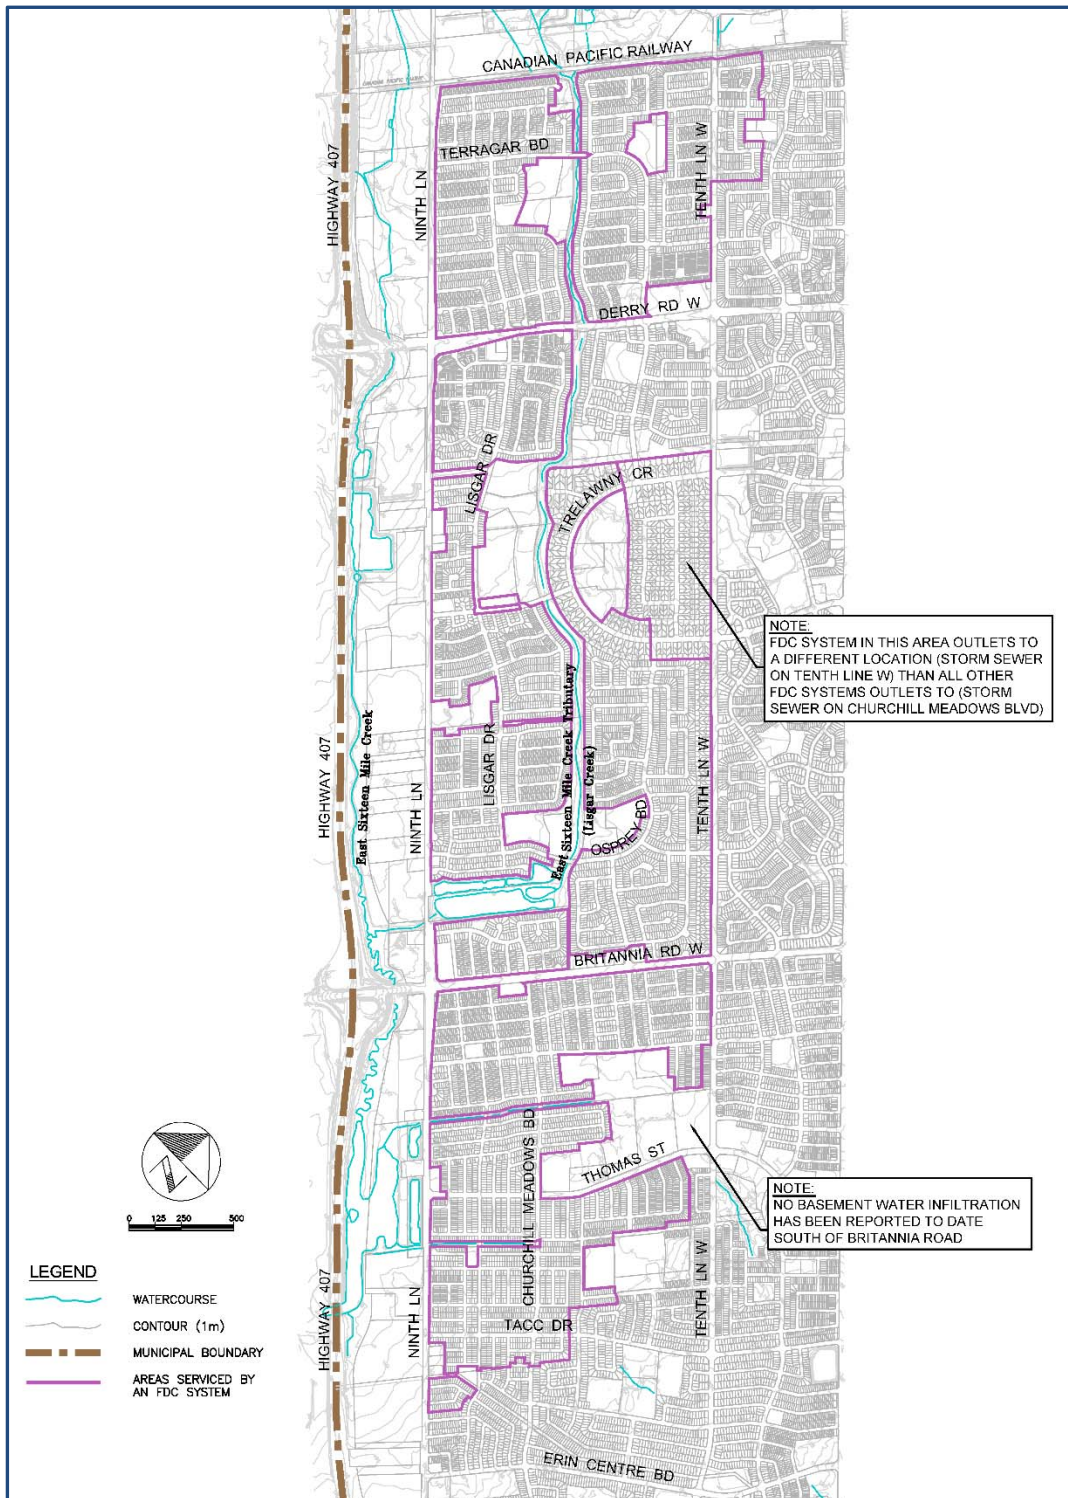 CANADIAN PACIFIC RAILWAY
TERRAGAR BD
HIGHWAY 407
NINTH LN
TENTH LN W
DERRY RD W
LISGAR DR
TRELAWNY CR
NOTE:
FDC SYSTEM IN THIS AREA OUTLETS TO
A DIFFERENT LOCATION (STORM SEWER
ON TENTH LINE W) THAN ALL OTHER
FDC SYSTEMS OUTLETS TO (STORM
SEWER ON CHURCHILL MEADOWS BLVD)
HIGHWAY 407
East Sixteen Mile Creek
NINTH LN
LISGAR DR
East Sixteen Mile Creek Tributary
(Lisgar Creek)
OSPREY BD
TENTH LN W
BRITANNIA RD W
CHURCHILL MEADOWS BD
THOMAS ST
NOTE:
NO BASEMENT WATER INFILTRATION
HAS BEEN REPORTED TO DATE
SOUTH OF BRITANNIA ROAD
0 125 250 500
HIGHWAY 407
NINTH LN
TACC DR
TENTH LN W
ERIN CENTRE BD
LEGEND
WATERCOURSE
CONTOUR (1m)
MUNICIPAL BOUNDARY
AREAS SERVICED BY
AN FDC SYSTEM